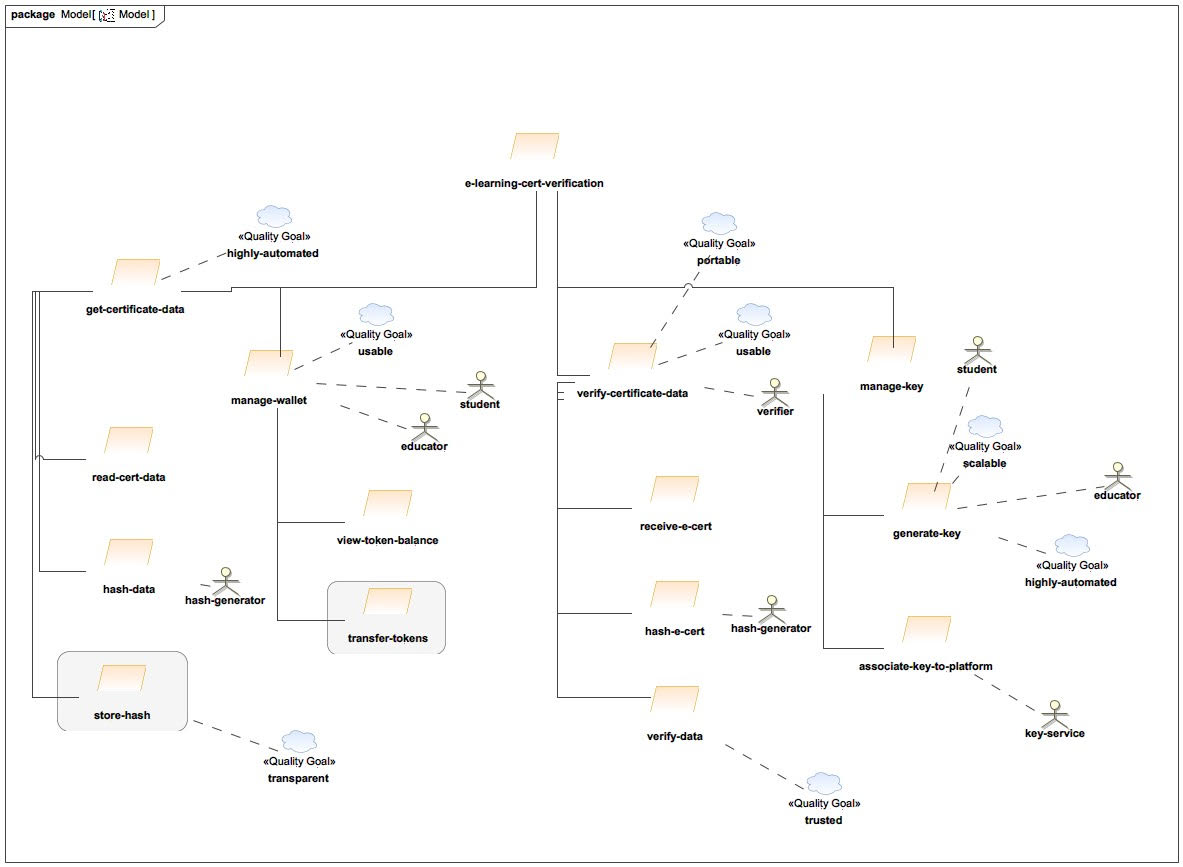 package Model[ Model ]
e-learning-cert-verification
«Quality Goal»
highly-automated
«Quality Goal»
portable
get-certificate-data
«Quality Goal»
usable
«Quality Goal»
usable
manage-wallet
student
educator
verify-certificate-data
verifier
manage-key
student
«Quality Goal»
scalable
read-cert-data
view-token-balance
receive-e-cert
generate-key
educator
«Quality Goal»
highly-automated
hash-data
hash-generator
transfer-tokens
hash-e-cert
hash-generator
associate-key-to-platform
store-hash
«Quality Goal»
transparent
verify-data
key-service
«Quality Goal»
trusted